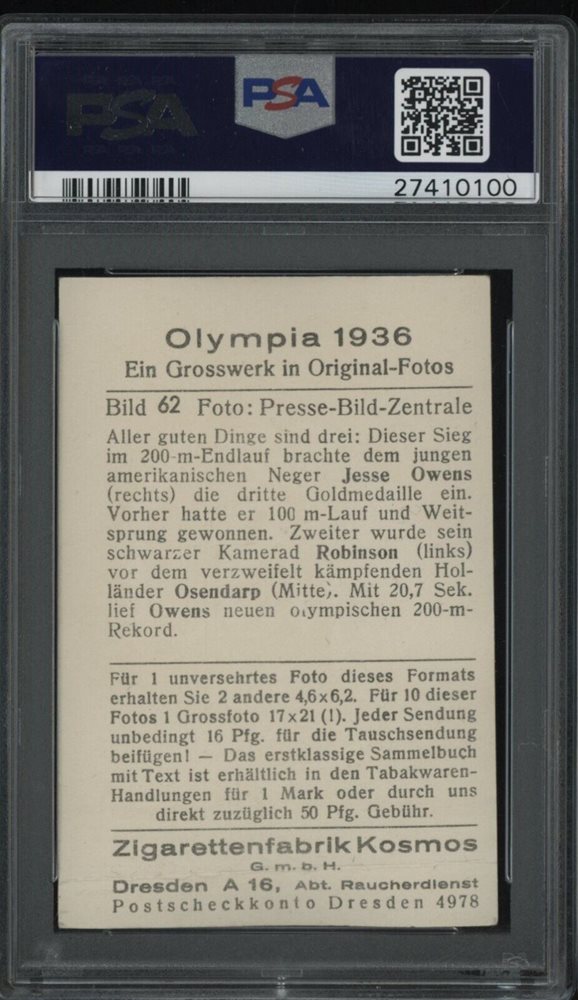 PSA
PSA
27410100
Olympia 1936
Ein Grosswerk in Original-Fotos
Bild 62 Foto: Presse-Bild-Zentrale
Aller guten Dinge sind drei: Dieser Sieg
im 200-m-Endlauf brachte dem jungen
amerikanischen Neger Jesse Owens
(rechts) die dritte Goldmedaille ein.
Vorher hatte er 100 m-Lauf und Weit-
sprung gewonnen. Zweiter wurde sein
schwarzer Kamerad Robinson (links)
vor dem verzweifelt kämpfenden Hol-
länder Osendarp (Mitte). Mit 20,7 Sek.
lief Owens neuen olympischen 200-m-
Rekord.
Für 1 unversehrtes Foto dieses Formats
erhalten Sie 2 andere 4,6x6,2. Für 10 dieser
Fotos 1 Grossfoto 17x21 (!). Jeder Sendung
unbedingt 16 Pfg. für die Tauschsendung
beifügen! — Das erstklassige Sammelbuch
mit Text ist erhältlich in den Tabakwaren-
Handlungen für 1 Mark oder durch uns
direkt zuzüglich 50 Pfg. Gebühr.
Zigarettenfabrik Kosmos
G. m. b. H.
Dresden A 16, Abt. Raucherdienst
Postscheckkonto Dresden 4978